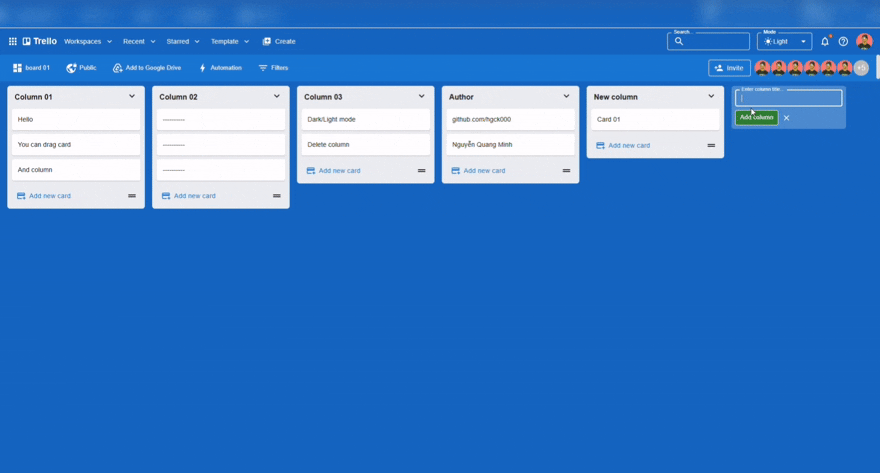 Trello Workspaces Recent Starred Template Create Search... Mode Light
board 01 Public Add to Google Drive Automation Filters Invite +5
Column 01
Hello
You can drag card
And column
Add new card
Column 02
----------
----------
----------
Add new card
Column 03
Dark/Light mode
Delete column
Add new card
Author
github.com/hgck000
Nguyễn Quang Minh
Add new card
New column
Card 01
Add new card
Enter column title...
Add column